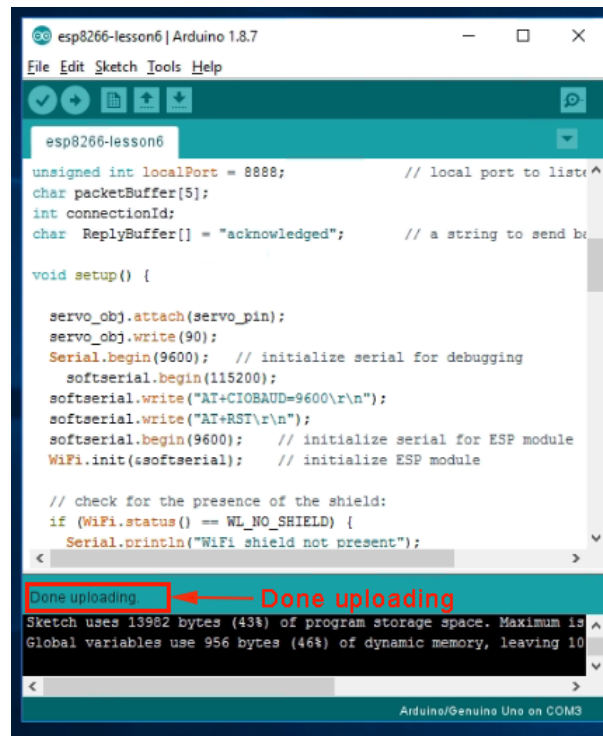 esp8266-lesson6 | Arduino 1.8.7
File Edit Sketch Tools Help
esp8266-lesson6
unsigned int localPort = 8888; // local port to liste
char packetBuffer[5];
int connectionId;
char ReplyBuffer[] = "acknowledged"; // a string to send ba
void setup() {
servo_obj.attach(servo_pin);
servo_obj.write(90);
Serial.begin(9600); // initialize serial for debugging
softserial.begin(115200);
softserial.write("AT+CIOBAUD=9600\r\n");
softserial.write("AT+RST\r\n");
softserial.begin(9600); // initialize serial for ESP module
WiFi.init(&softserial); // initialize ESP module
// check for the presence of the shield:
if (WiFi.status() == WL_NO_SHIELD) {
Serial.println("WiFi shield not present");
Done uploading. Done uploading
Sketch uses 13982 bytes (43%) of program storage space. Maximum is
Global variables use 956 bytes (46%) of dynamic memory, leaving 10
Arduino/Genuino Uno on COM3